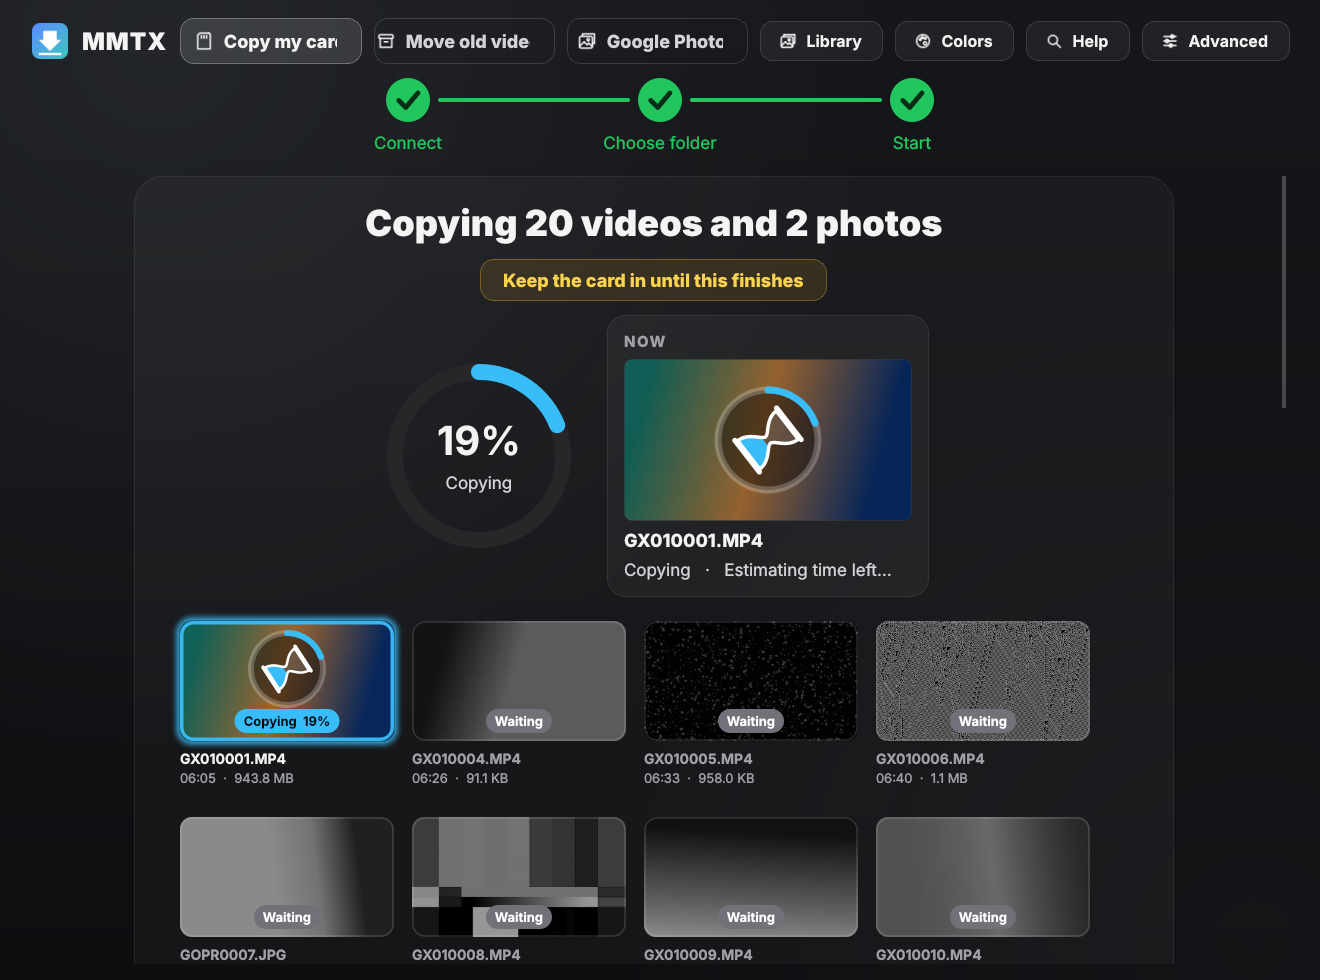 MMTX
Copy my car
Move old vide
Google Photo
Library
Colors
Help
Advanced
Connect
Choose folder
Start
Copying 20 videos and 2 photos
Keep the card in until this finishes
NOW
19%
Copying
GX010001.MP4
Copying · Estimating time left...
Copying 19%
Waiting
Waiting
Waiting
GX010001.MP4
GX010004.MP4
GX010005.MP4
GX010006.MP4
06:05 · 943.8 MB
06:26 · 91.1 KB
06:33 · 958.0 KB
06:40 · 1.1 MB
Waiting
Waiting
Waiting
Waiting
GOPR0007.JPG
GX010008.MP4
GX010009.MP4
GX010010.MP4